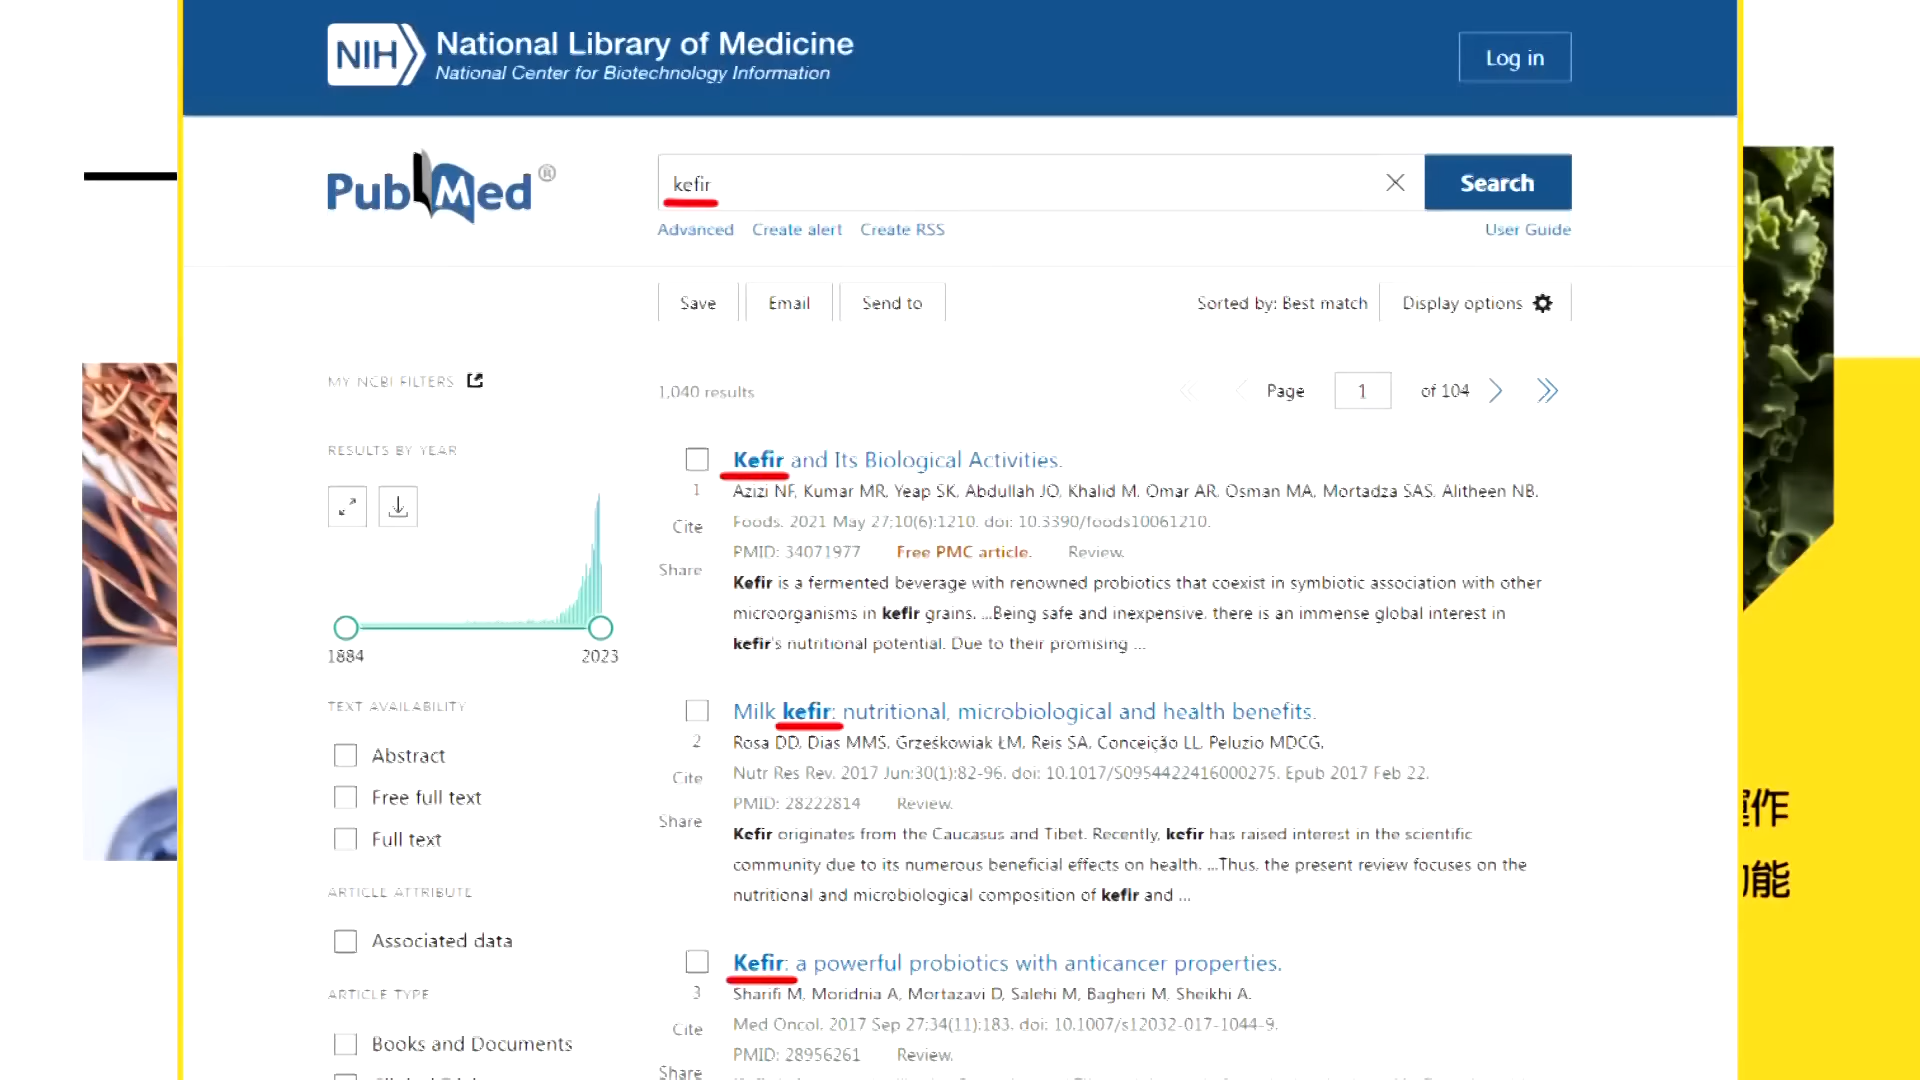 NIH National Library of Medicine
National Center for Biotechnology Information
Log in
PubMed®
kefir
Search
Advanced Create alert Create RSS
User Guide
Save Email Send to
Sorted by: Best match Display options
MY NCBI FILTERS
1,040 results
Page 1 of 104
RESULTS BY YEAR
1884 2023
TEXT AVAILABILITY
Abstract
Free full text
Full text
ARTICLE ATTRIBUTE
Associated data
ARTICLE TYPE
Books and Documents
Kefir and Its Biological Activities.
1
Cite
Share
Azizi NF, Kumar MR, Yeap SK, Abdullah JO, Khalid M, Omar AR, Osman MA, Mortadza SAS, Alitheen NB.
Foods. 2021 May 27;10(6):1210. doi: 10.3390/foods10061210.
PMID: 34071977 Free PMC article. Review.
Kefir is a fermented beverage with renowned probiotics that coexist in symbiotic association with other
microorganisms in kefir grains. ...Being safe and inexpensive, there is an immense global interest in
kefir's nutritional potential. Due to their promising ...
Milk kefir: nutritional, microbiological and health benefits.
2
Cite
Share
Rosa DD, Dias MMS, Grześkowiak ŁM, Reis SA, Conceição LL, Peluzio MDCG.
Nutr Res Rev. 2017 Jun;30(1):82-96. doi: 10.1017/S0954422416000275. Epub 2017 Feb 22.
PMID: 28222814 Review.
Kefir originates from the Caucasus and Tibet. Recently, kefir has raised interest in the scientific
community due to its numerous beneficial effects on health. ...Thus, the present review focuses on the
nutritional and microbiological composition of kefir and ...
Kefir: a powerful probiotics with anticancer properties.
3
Cite
Share
Sharifi M, Moridnia A, Mortazavi D, Salehi M, Bagheri M, Sheikhi A.
Med Oncol. 2017 Sep 27;34(11):183. doi: 10.1007/s12032-017-1044-9.
PMID: 28956261 Review.
作
能